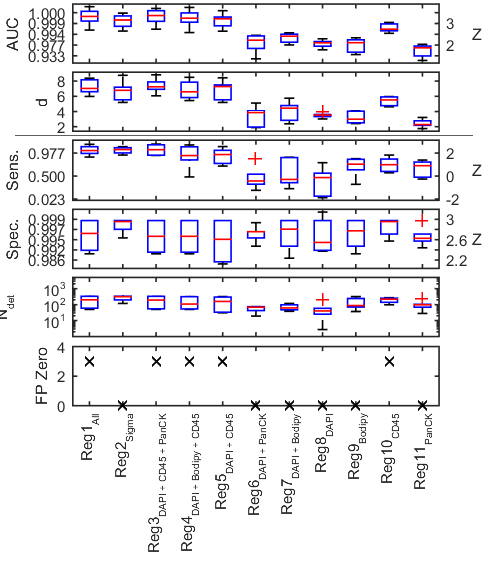 AUC
1.000
0.999
0.994
0.977
0.933
3
2
Z
d
8
6
4
2
Sens.
0.977
0.500
0.023
2
0
-2
Z
Spec.
0.999
0.997
0.995
0.992
0.986
3
2.6
2.2
Z
N_del
10^3
10^2
10^1
FP Zero
4
2
0
Reg1_All
Reg2_Sigma
Reg3_DAPI + CD45 + PanCK
Reg4_DAPI + Bodipy + CD45
Reg5_DAPI + CD45
Reg6_DAPI + PanCK
Reg7_DAPI + Bodipy
Reg8_DAPI
Reg9_Bodipy
Reg10_CD45
Reg11_PanCK